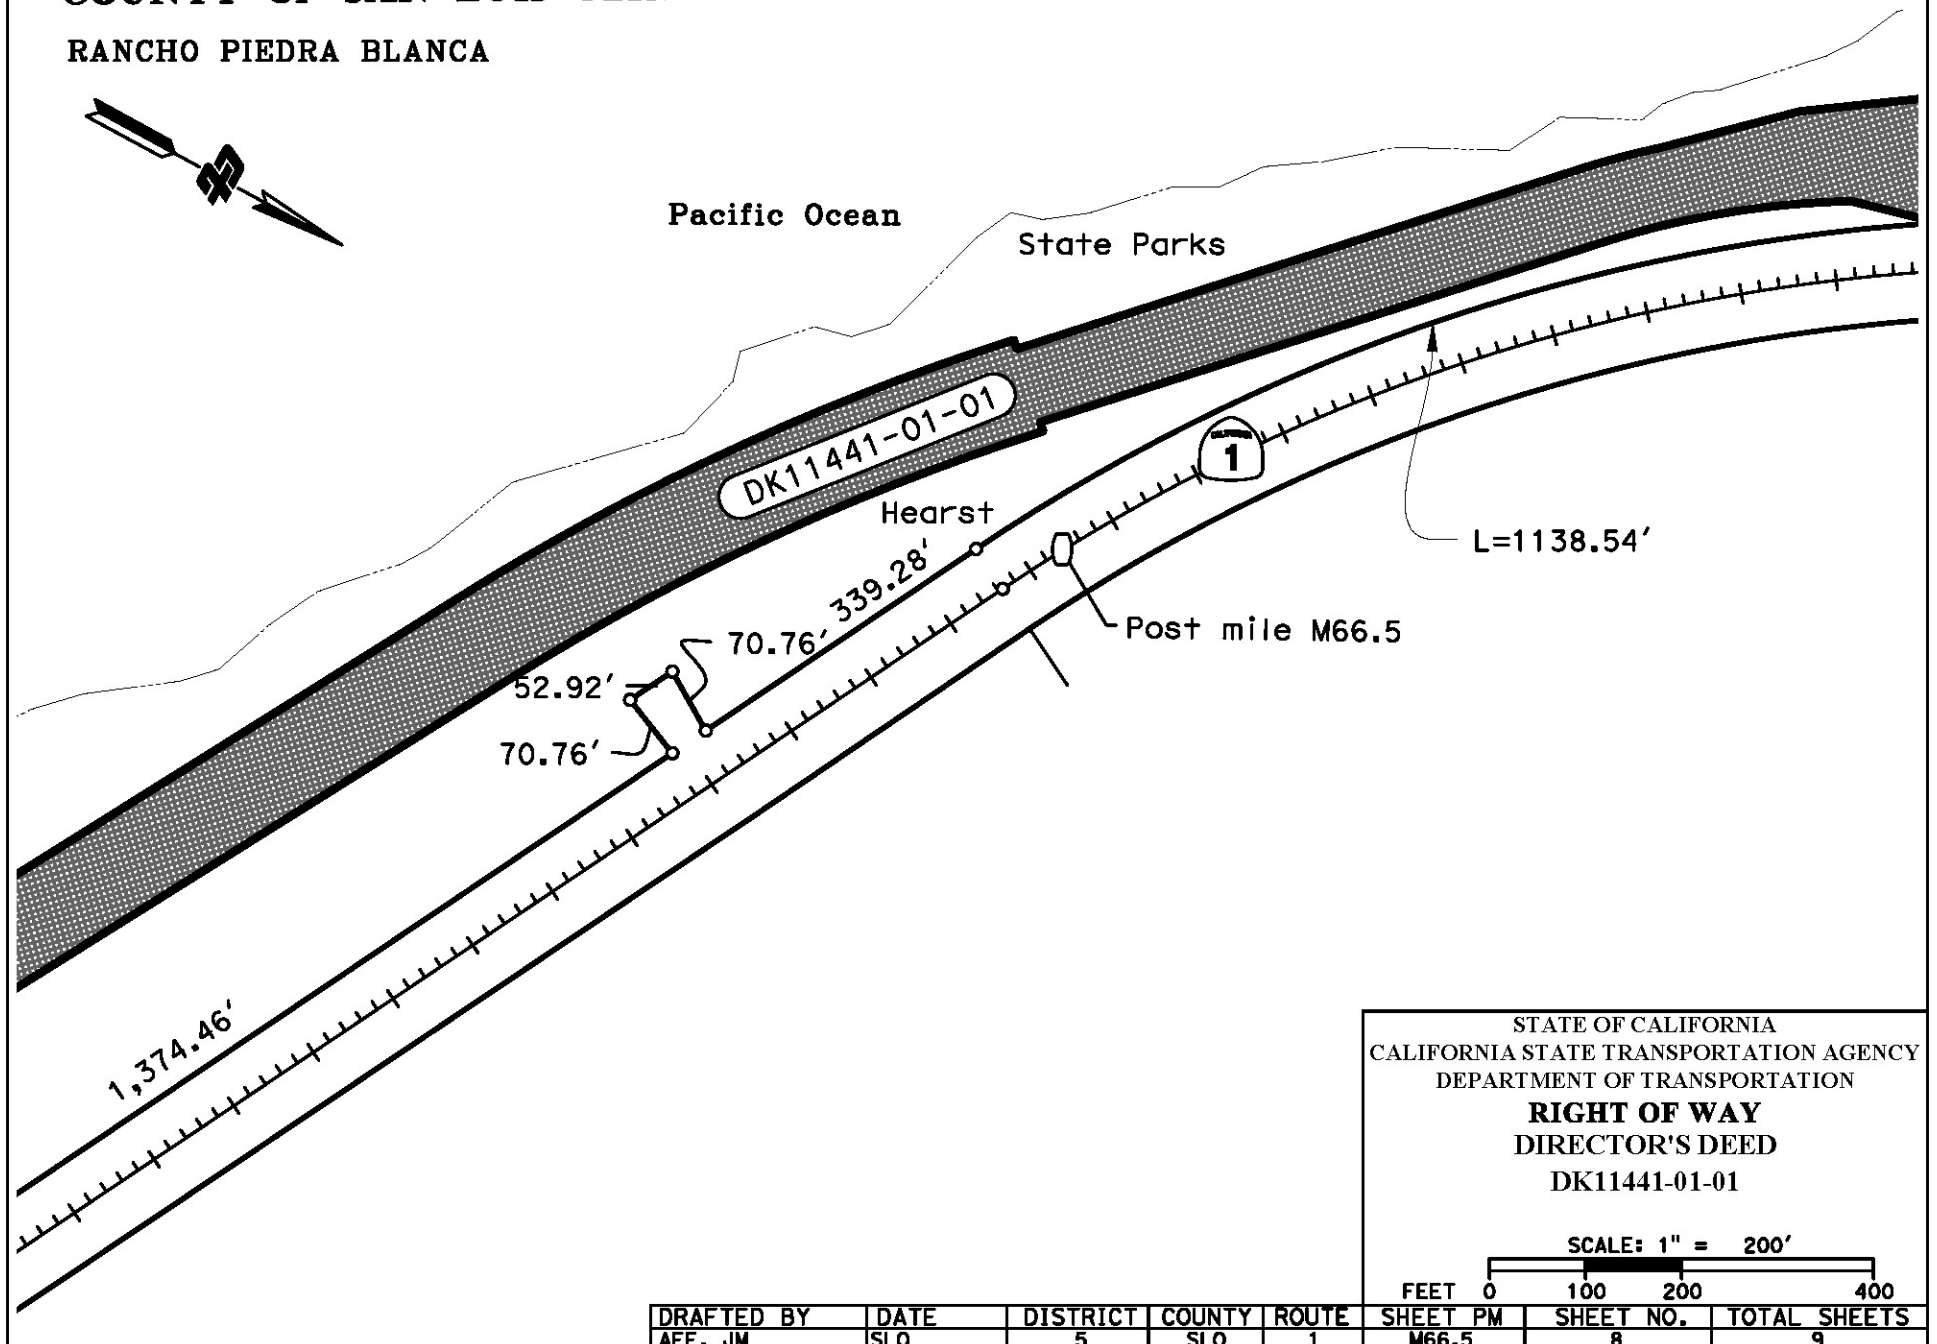 RANCHO PIEDRA BLANCA
Pacific Ocean
State Parks
DK11441-01-01
CALIFORNIA
1
Hearst
L=1138.54'
339.28'
Post mile M66.5
70.76'
52.92'
70.76'
1,374.46'
STATE OF CALIFORNIA
CALIFORNIA STATE TRANSPORTATION AGENCY
DEPARTMENT OF TRANSPORTATION
RIGHT OF WAY
DIRECTOR'S DEED
DK11441-01-01
SCALE: 1" = 200'
FEET 0 100 200 400
DRAFTED BY DATE DISTRICT COUNTY ROUTE SHEET PM SHEET NO. TOTAL SHEETS
SLO 5 SLO 1 M66.5 8 9